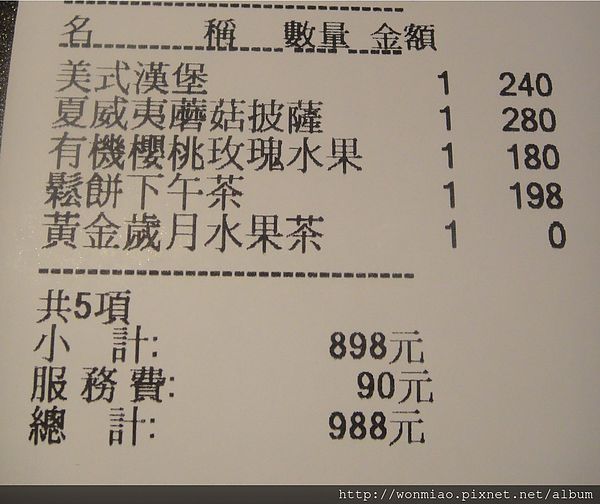 名 稱 數量 金額
美式漢堡 1 240
夏威夷蘑菇披薩 1 280
有機櫻桃玫瑰水果 1 180
鬆餅下午茶 1 198
黃金歲月水果茶 1 0
共5項
小 計: 898元
服務費: 90元
總 計: 988元
http://wonmiao.pixnet.net/album